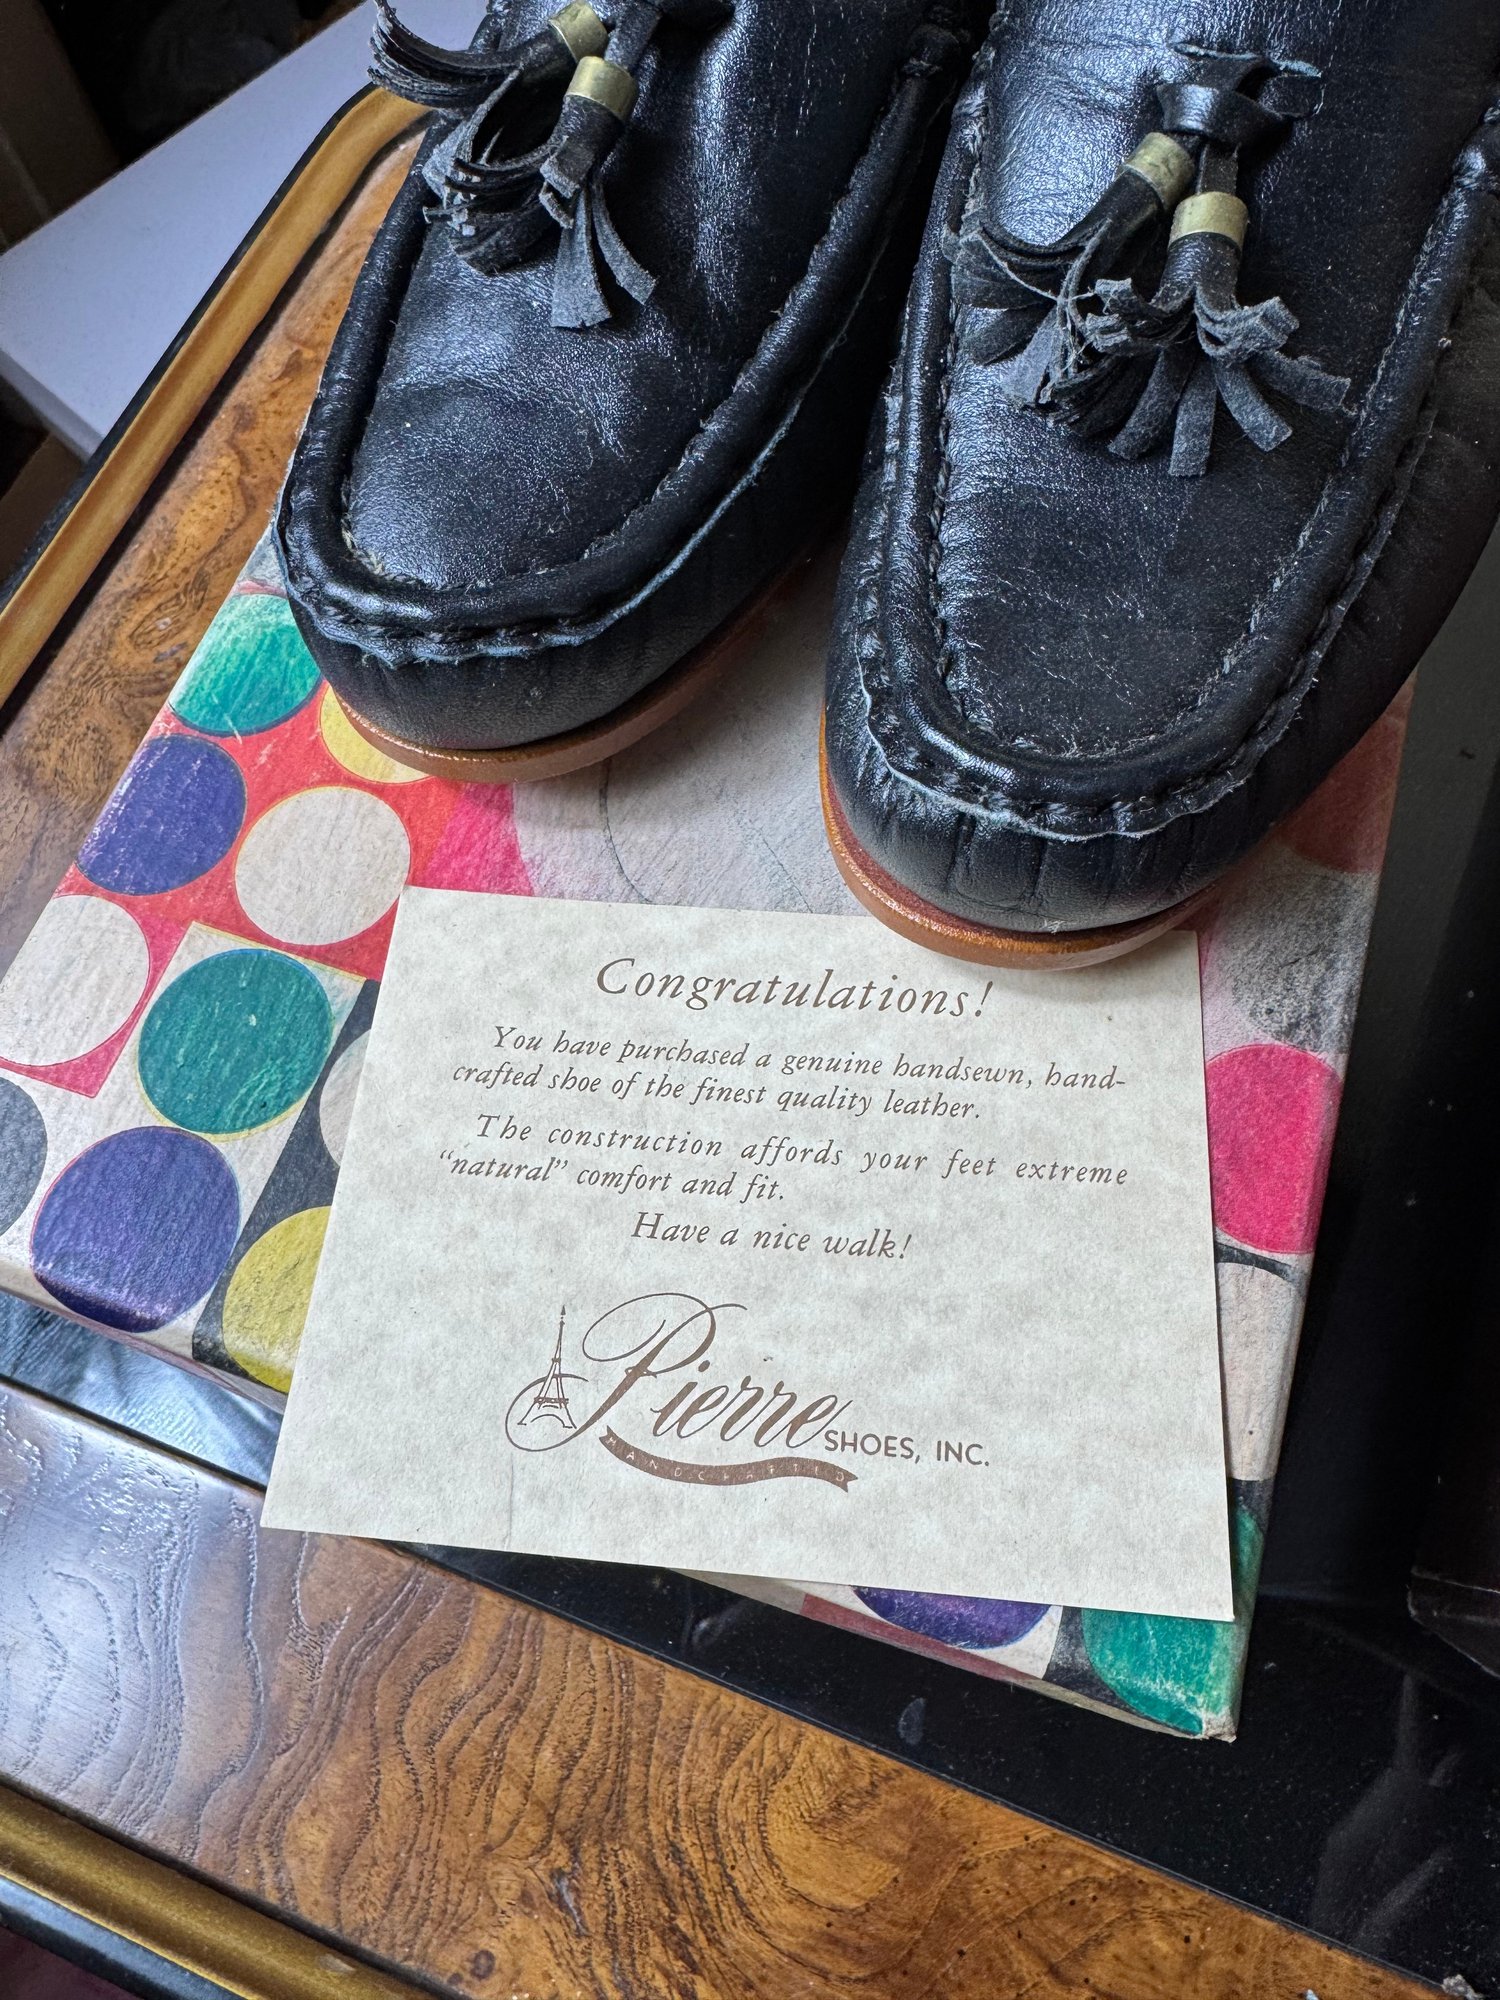 Congratulations!
You have purchased a genuine handsewn, hand-
crafted shoe of the finest quality leather.
The construction affords your feet extreme
“natural” comfort and fit.
Have a nice walk!
Pierre SHOES, INC.
HANDCRAFTED